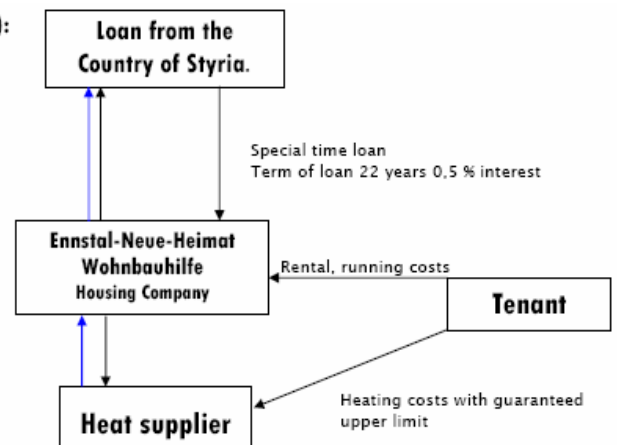 ):
Loan from the
Country of Styria.
Special time loan
Term of loan 22 years 0,5 % interest
Ennstal-Neue-Heimat
Wohnbauhilfe
Housing Company
Rental, running costs
Tenant
Heating costs with guaranteed
upper limit
Heat supplier